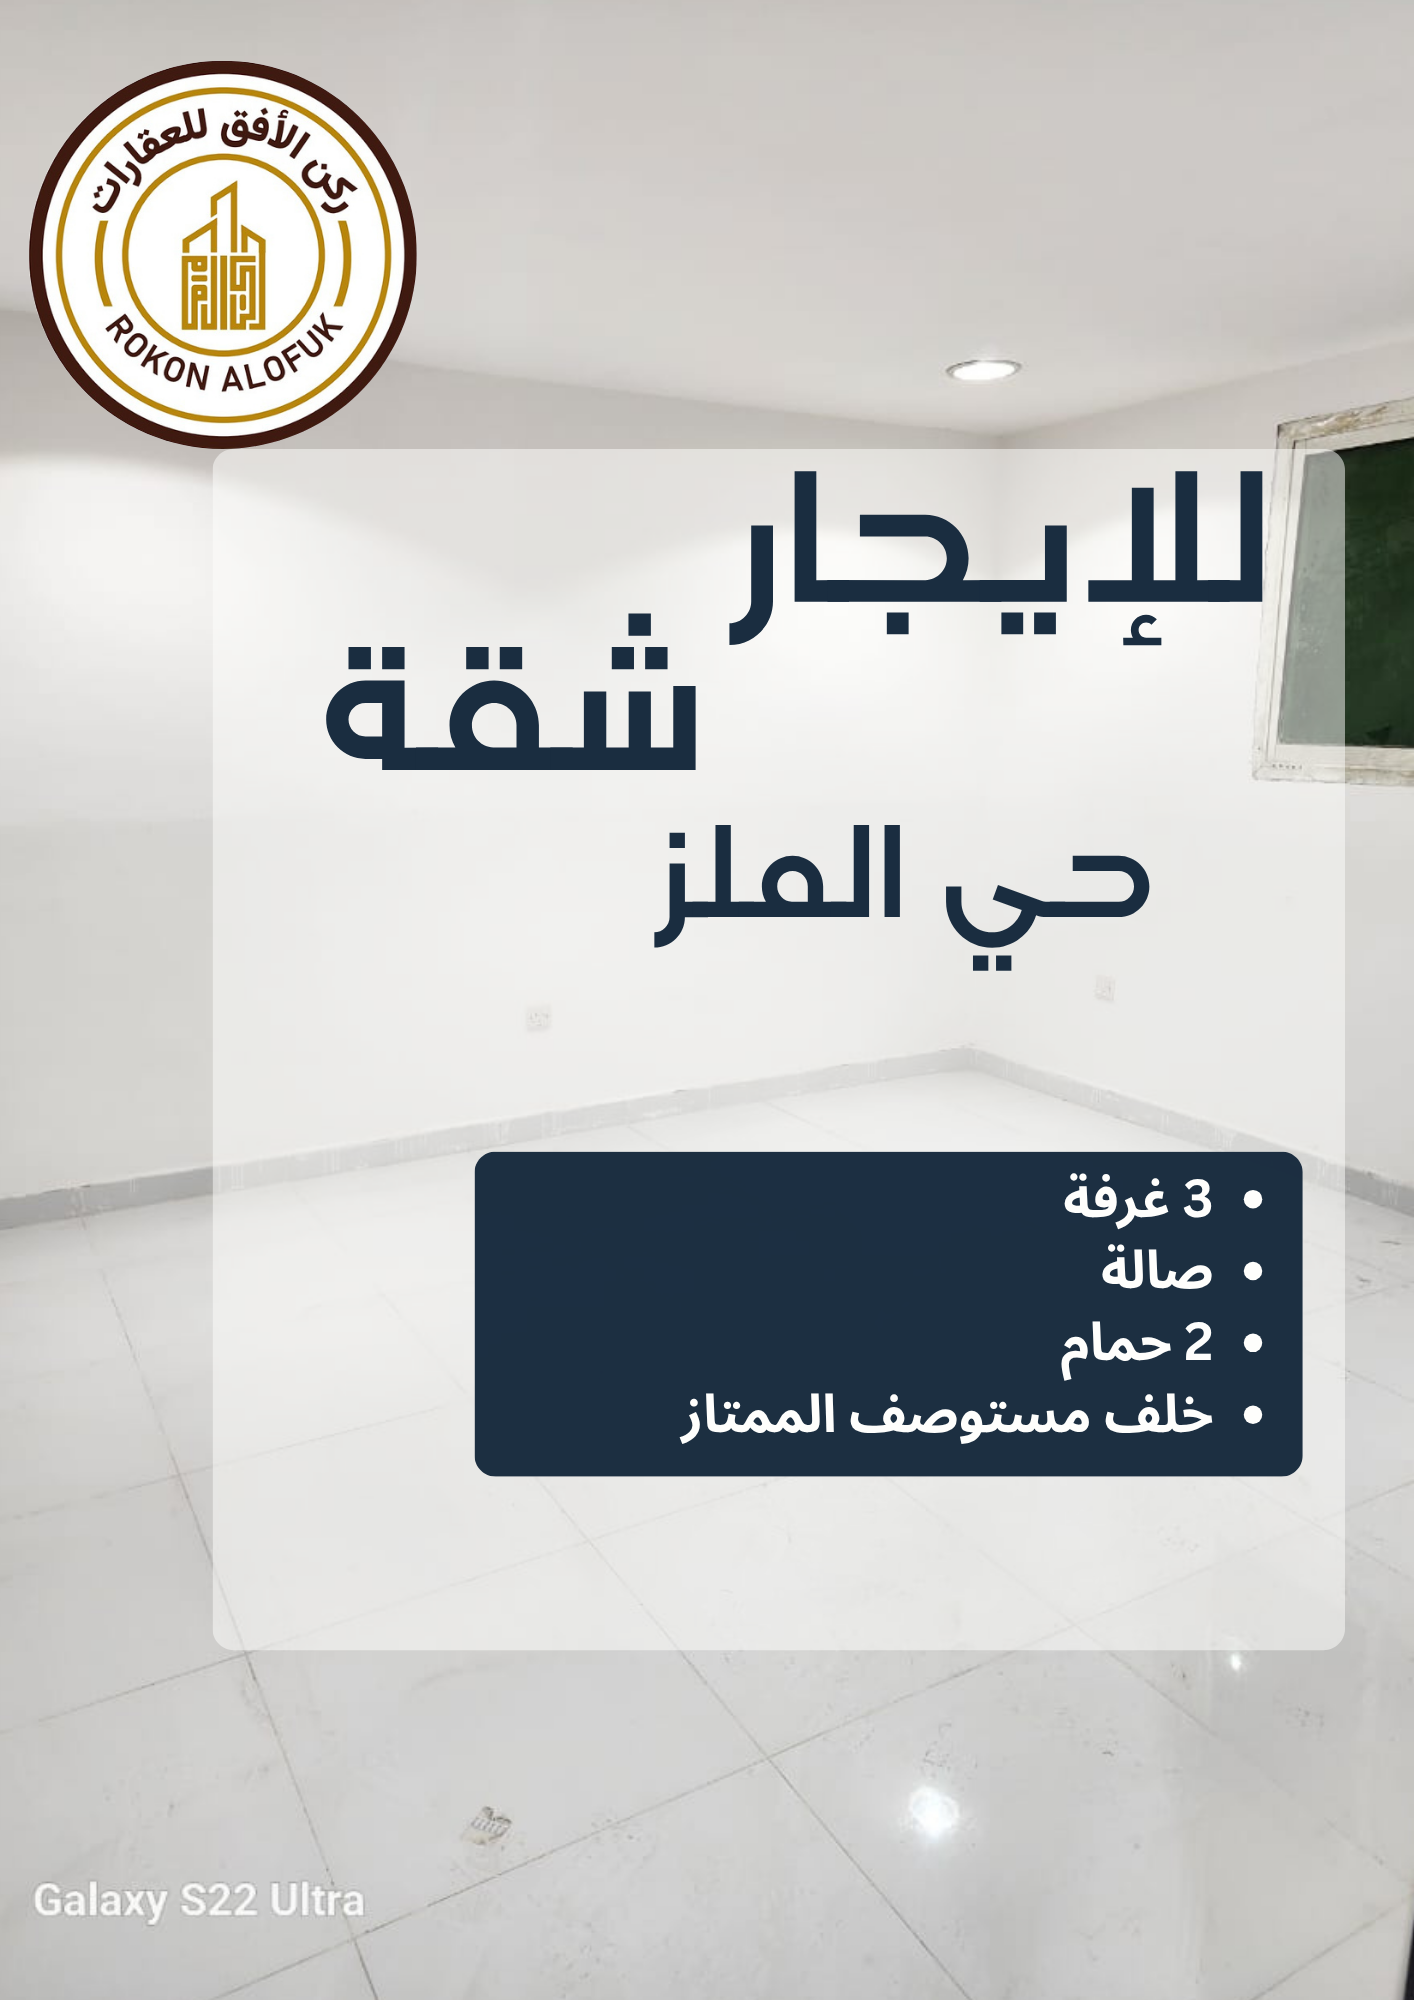 ركن الأفق للعقارات
ROKON ALOFUK
للإيجار
شقة
حي الملز
• 3 غرفة
• صالة
• 2 حمام
• خلف مستوصف الممتاز
Galaxy S22 Ultra